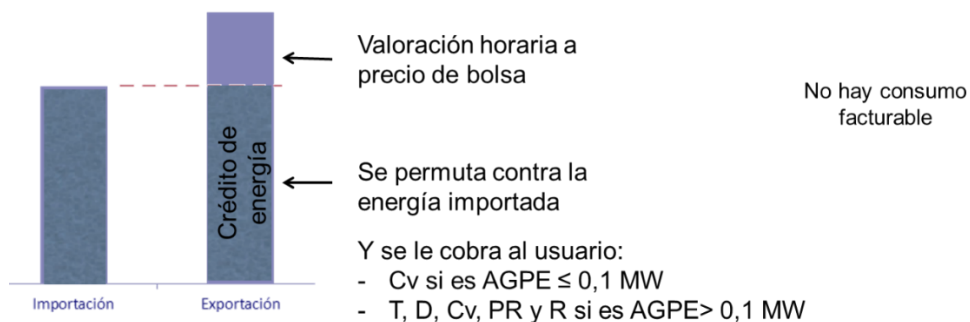 Valoración horaria a
precio de bolsa
No hay consumo
facturable
Crédito de
energía
Se permuta contra la
energía importada
Y se le cobra al usuario:
- Cv si es AGPE ≤ 0,1 MW
- T, D, Cv, PR y R si es AGPE> 0,1 MW
Importación
Exportación